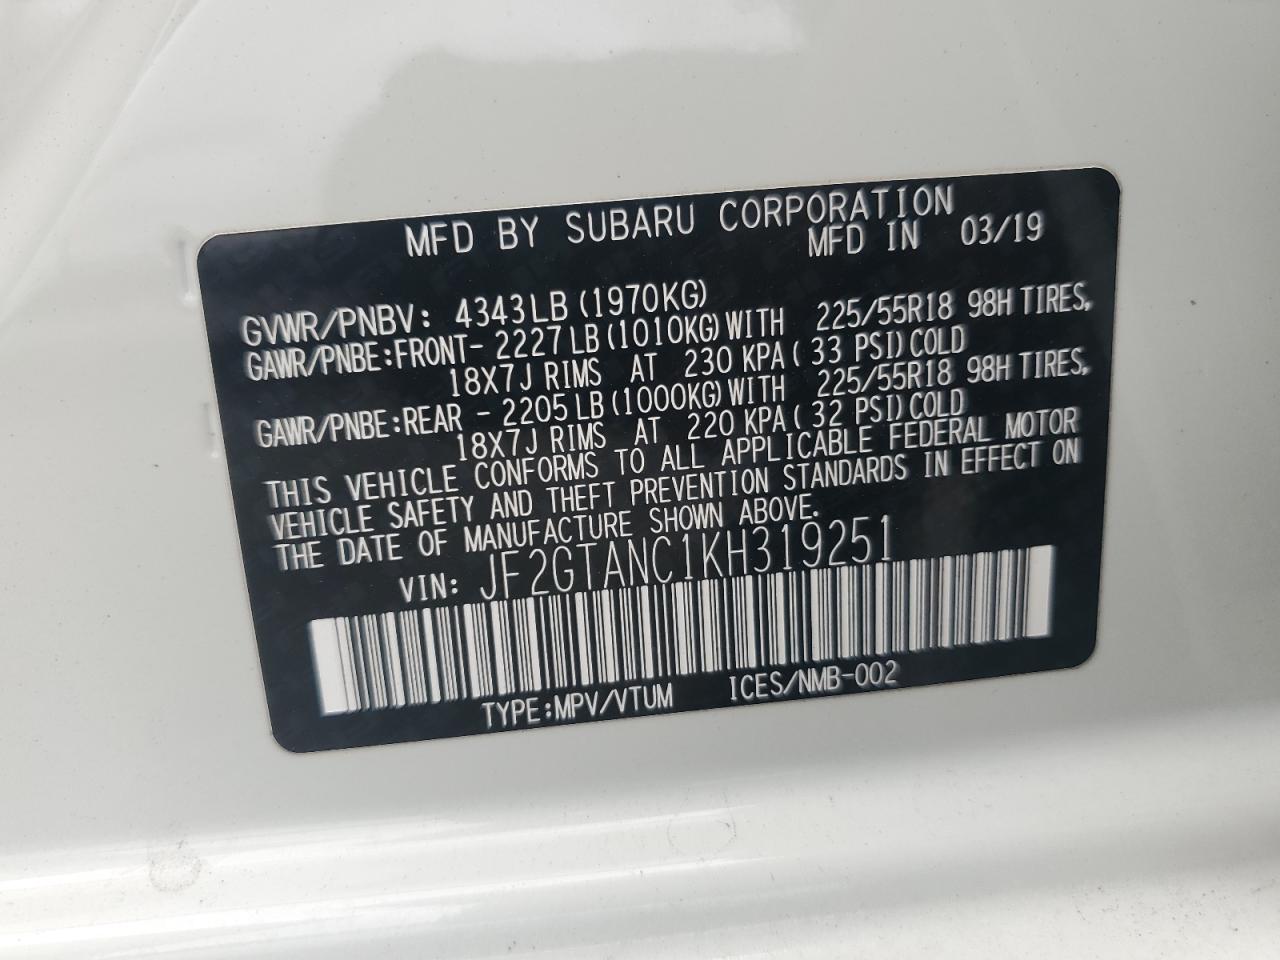 MFD BY SUBARU CORPORATION
MFD IN 03/19
GVWR/PNBV: 4343LB (1970KG)
GAWR/PNBE:FRONT- 2227LB (1010KG) WITH 225/55R18 98H TIRES,
18X7J RIMS AT 230 KPA ( 33 PSI) COLD
GAWR/PNBE:REAR - 2205LB (1000KG) WITH 225/55R18 98H TIRES,
18X7J RIMS AT 220 KPA ( 32 PSI) COLD
THIS VEHICLE CONFORMS TO ALL APPLICABLE FEDERAL MOTOR
VEHICLE SAFETY AND THEFT PREVENTION STANDARDS IN EFFECT ON
THE DATE OF MANUFACTURE SHOWN ABOVE.
VIN: JF2GTANC1KH319251
TYPE:MPV/VTUM ICES/NMB-002